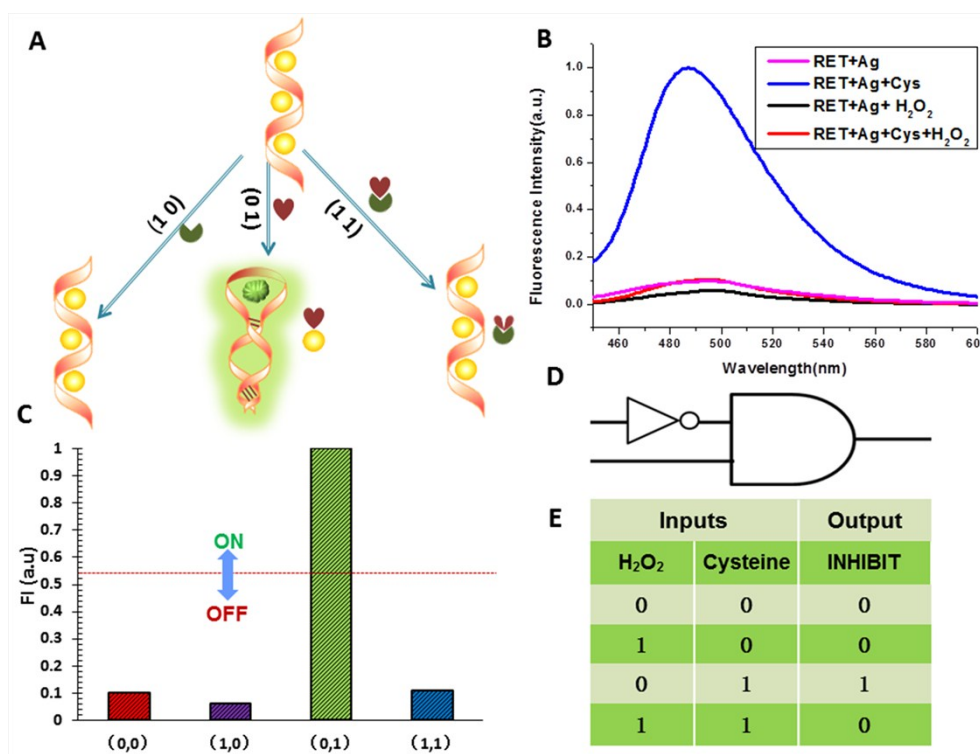 A
(1 0)
(0 1)
(1 1)
B
Fluorescence Intensity(a.u.)
1.0
0.8
0.6
0.4
0.2
0.0
RET+Ag
RET+Ag+Cys
RET+Ag+ H₂O₂
RET+Ag+Cys+H₂O₂
460 480 500 520 540 560 580 60
Wavelength(nm)
C
FI (a.u)
1
0.9
0.8
0.7
0.6
0.5
0.4
0.3
0.2
0.1
0
ON
OFF
(0,0) (1,0) (0,1) (1,1)
D
E
Inputs Output
H₂O₂ Cysteine INHIBIT
0 0 0
1 0 0
0 1 1
1 1 0